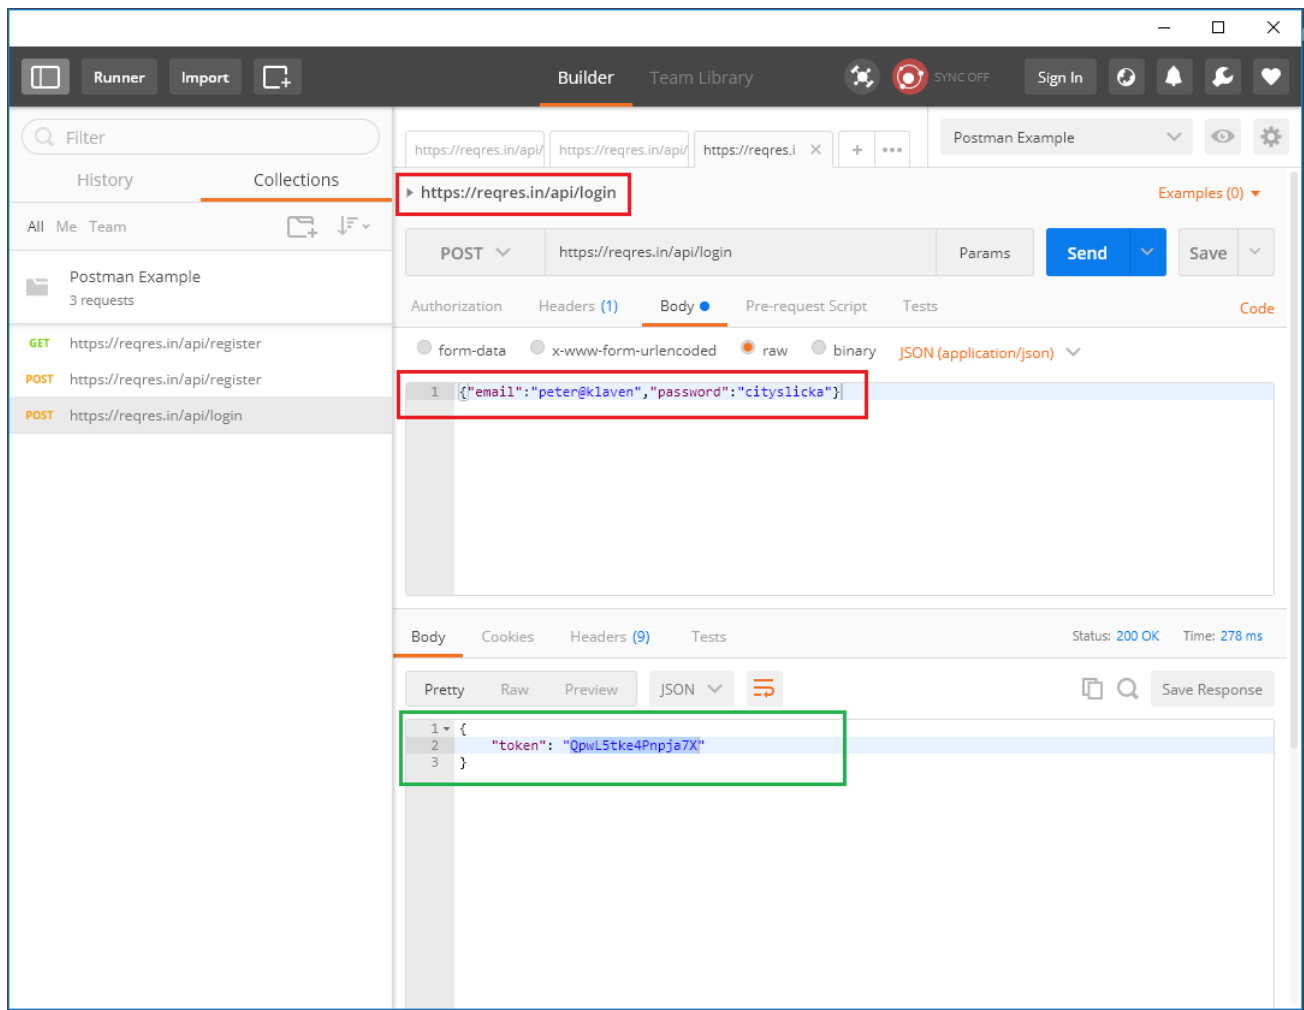 Runner Import Builder Team Library SYNC OFF Sign In
Filter
History Collections
All Me Team
Postman Example
3 requests
GET https://reqres.in/api/register
POST https://reqres.in/api/register
POST https://reqres.in/api/login
https://reqres.in/api/ https://reqres.in/api/ https://reqres.i × + •••
Postman Example
https://reqres.in/api/login
Examples (0)
POST https://reqres.in/api/login Params Send Save
Authorization Headers (1) Body Pre-request Script Tests Code
form-data x-www-form-urlencoded raw binary JSON (application/json)
1 {"email":"peter@klaven","password":"cityslicka"}
Body Cookies Headers (9) Tests Status: 200 OK Time: 278 ms
Pretty Raw Preview JSON Save Response
1 {
2 "token": "QpwL5tke4Pnpja7X"
3 }